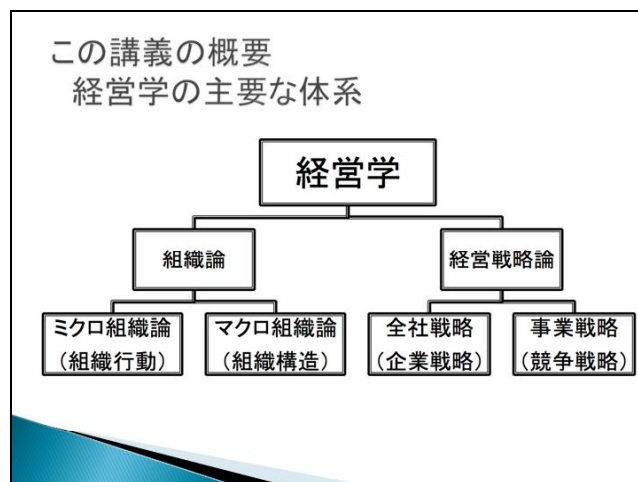 この講義の概要
経営学の主要な体系
経営学
組織論
経営戦略論
ミクロ組織論
（組織行動）
マクロ組織論
（組織構造）
全社戦略
（企業戦略）
事業戦略
（競争戦略）